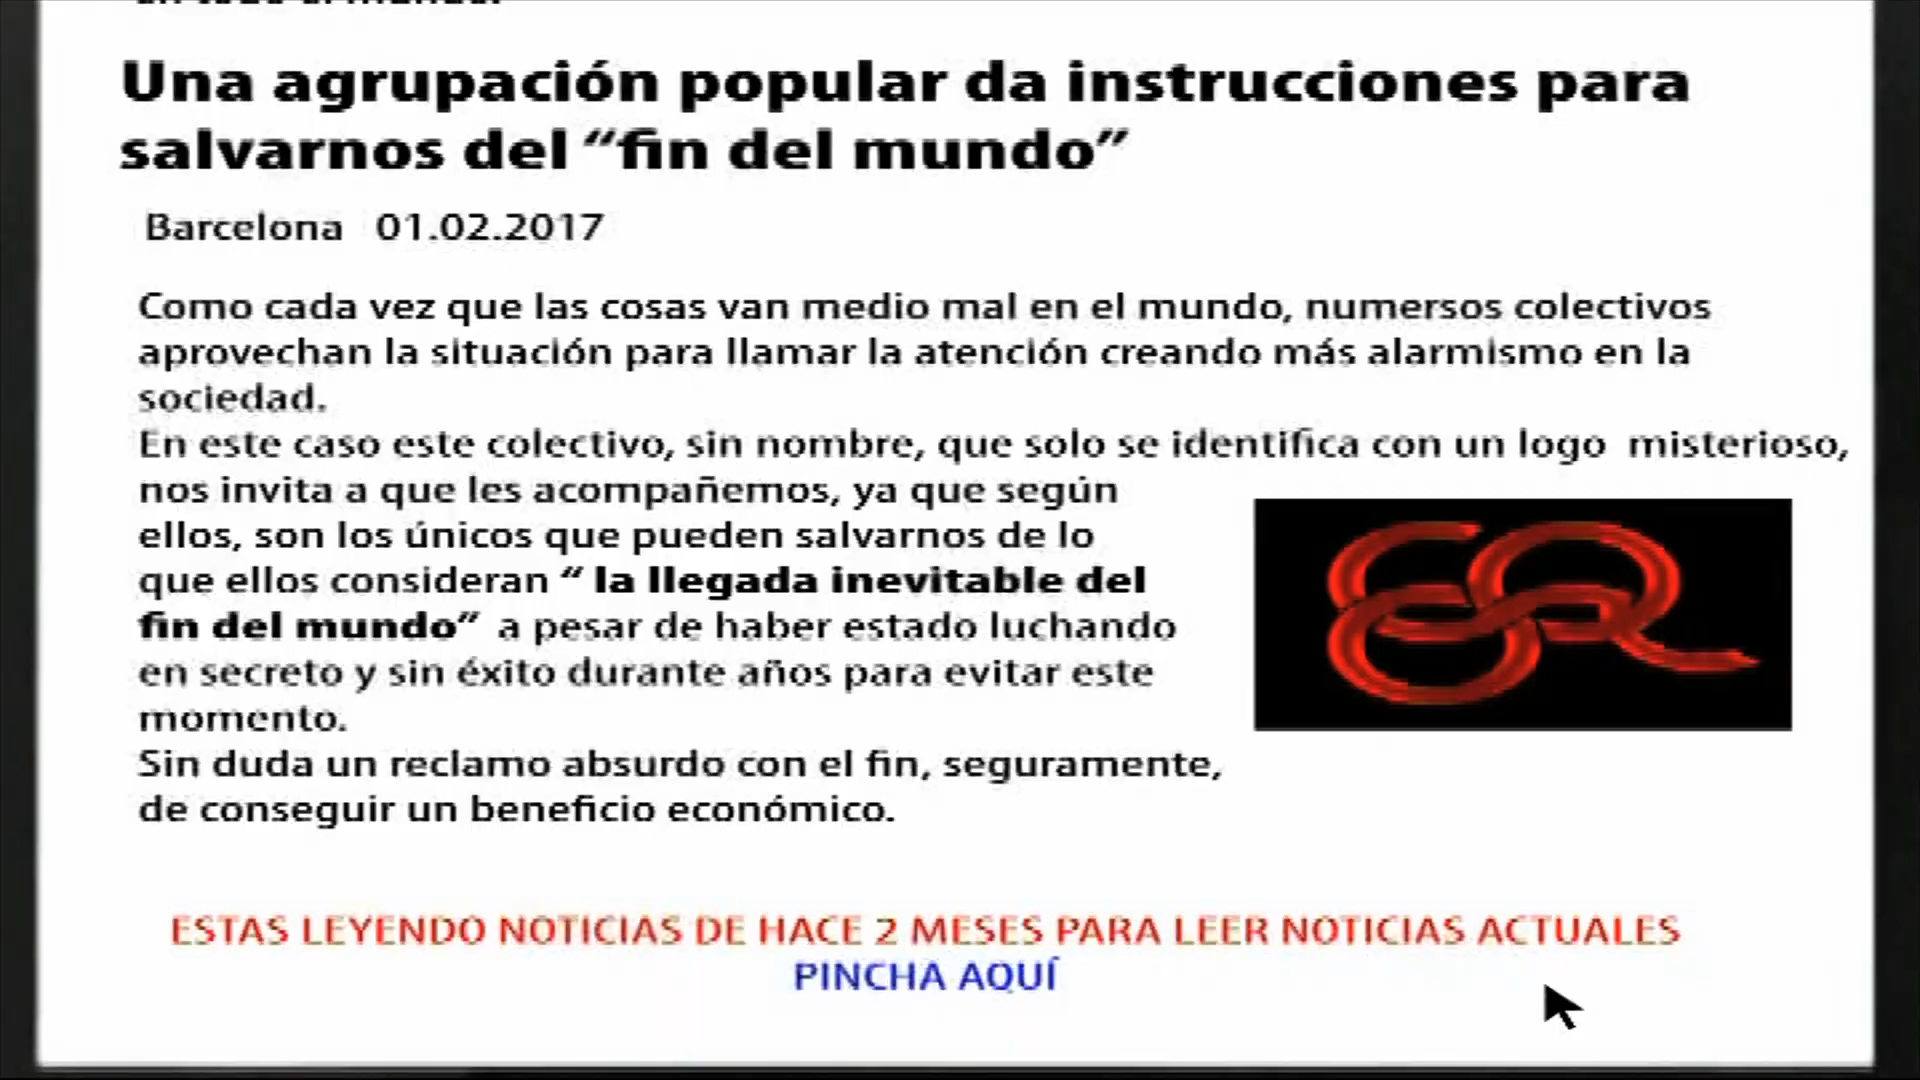 Una agrupación popular da instrucciones para
salvarnos del “fin del mundo”
Barcelona 01.02.2017
Como cada vez que las cosas van medio mal en el mundo, numersos colectivos
aprovechan la situación para llamar la atención creando más alarmismo en la
sociedad.
En este caso este colectivo, sin nombre, que solo se identifica con un logo misterioso,
nos invita a que les acompañemos, ya que según
ellos, son los únicos que pueden salvarnos de lo
que ellos consideran “ la llegada inevitable del
fin del mundo” a pesar de haber estado luchando
en secreto y sin éxito durante años para evitar este
momento.
Sin duda un reclamo absurdo con el fin, seguramente,
de conseguir un beneficio económico.
ESTAS LEYENDO NOTICIAS DE HACE 2 MESES PARA LEER NOTICIAS ACTUALES
PINCHA AQUÍ